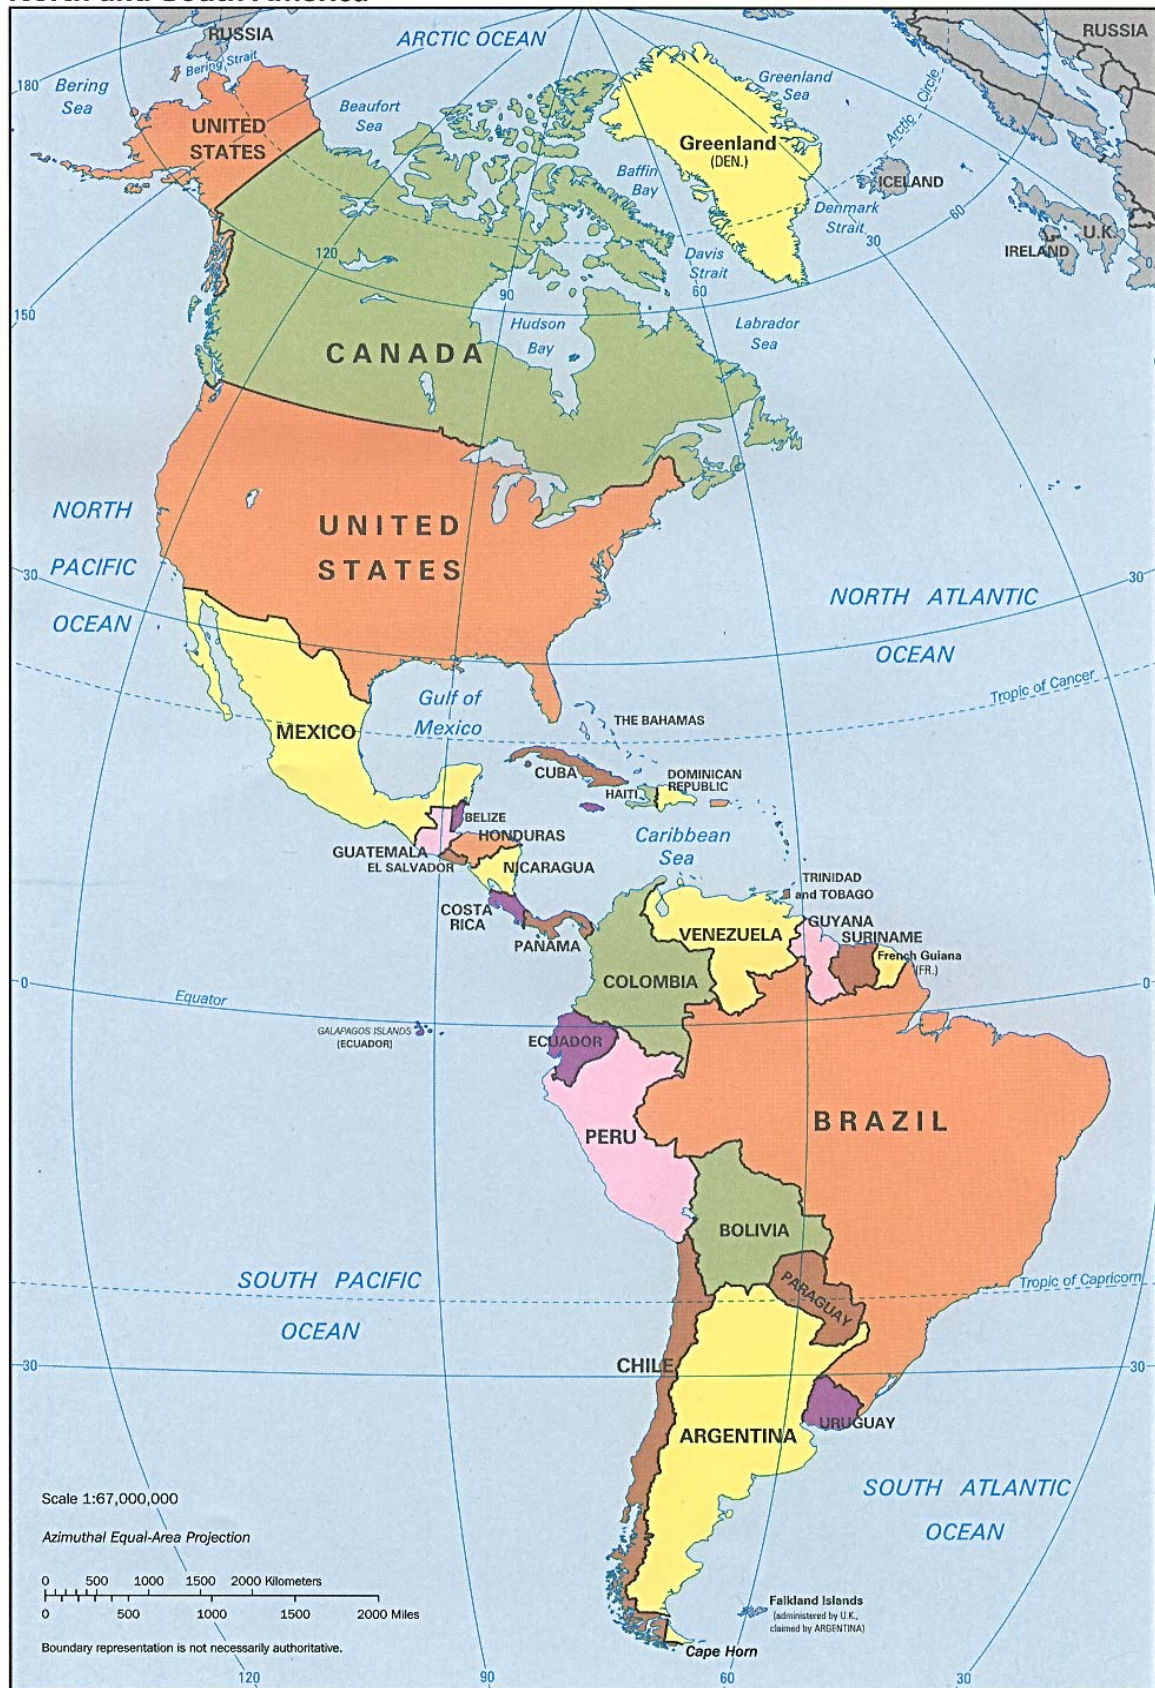 North and South America
RUSSIA
ARCTIC OCEAN
RUSSIA
Bering Strait
180
Bering
Sea
Greenland
Sea
Beaufort
Sea
Arctic Circle
UNITED
STATES
Greenland
(DEN.)
Baffin
Bay
ICELAND
Denmark
Strait
60
30
U.K.
IRELAND
0
120
Davis
Strait
90
60
150
Hudson
Bay
Labrador
Sea
CANADA
NORTH
PACIFIC
OCEAN
UNITED
STATES
30
30
NORTH ATLANTIC
OCEAN
Tropic of Cancer
Gulf of
Mexico
MEXICO
THE BAHAMAS
CUBA
DOMINICAN
REPUBLIC
HAITI
BELIZE
HONDURAS
Caribbean
Sea
GUATEMALA
EL SALVADOR
NICARAGUA
TRINIDAD
and TOBAGO
COSTA
RICA
PANAMA
VENEZUELA
GUYANA
SURINAME
French Guiana
(FR.)
COLOMBIA
0
0
Equator
GALAPAGOS ISLANDS
(ECUADOR)
ECUADOR
BRAZIL
PERU
BOLIVIA
SOUTH PACIFIC
OCEAN
PARAGUAY
Tropic of Capricorn
30
30
CHILE
URUGUAY
ARGENTINA
SOUTH ATLANTIC
OCEAN
Scale 1:67,000,000
Azimuthal Equal-Area Projection
0 500 1000 1500 2000 Kilometers
0 500 1000 1500 2000 Miles
Boundary representation is not necessarily authoritative.
Falkland Islands
(administered by U.K.,
claimed by ARGENTINA)
Cape Horn
120
90
60
30